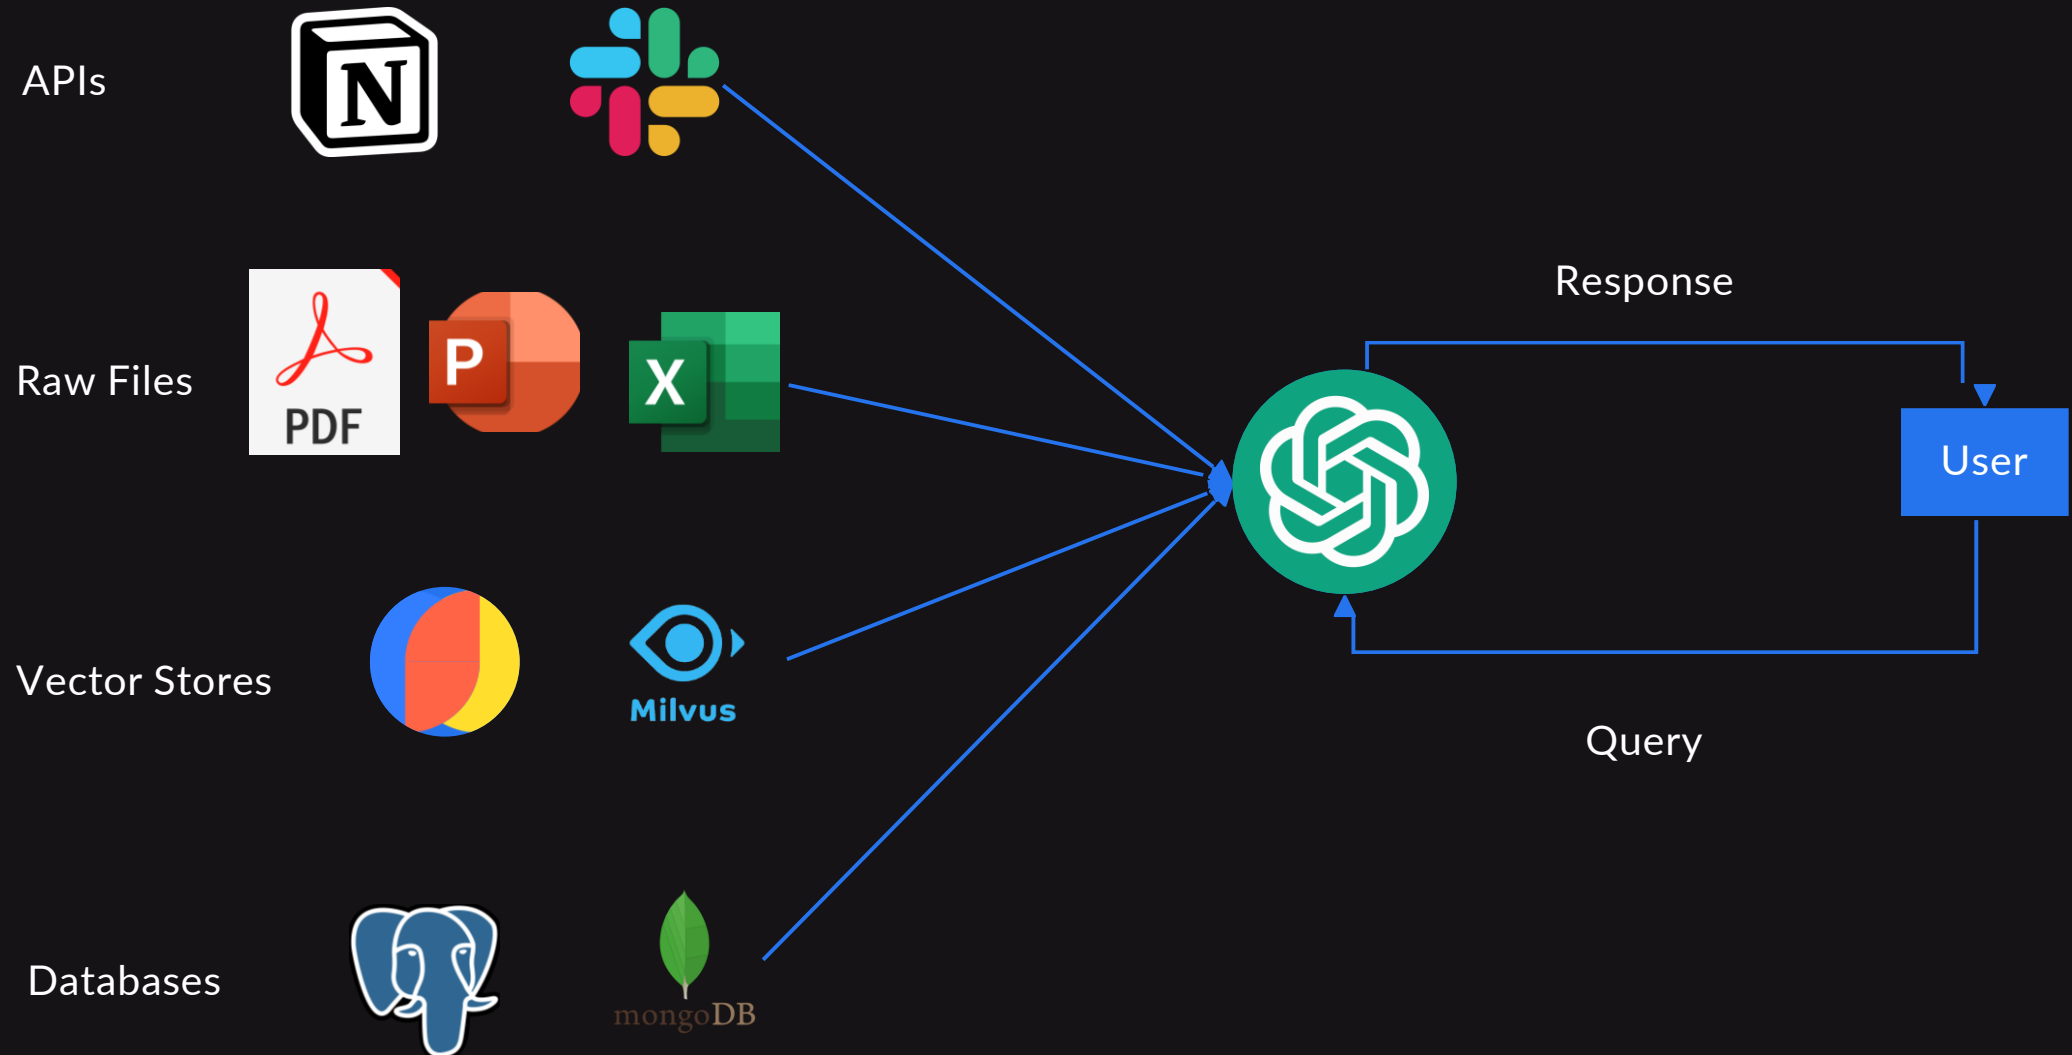 APIs
N
Raw Files
PDF
P
X
Response
User
Vector Stores
Milvus
Query
Databases
mongoDB